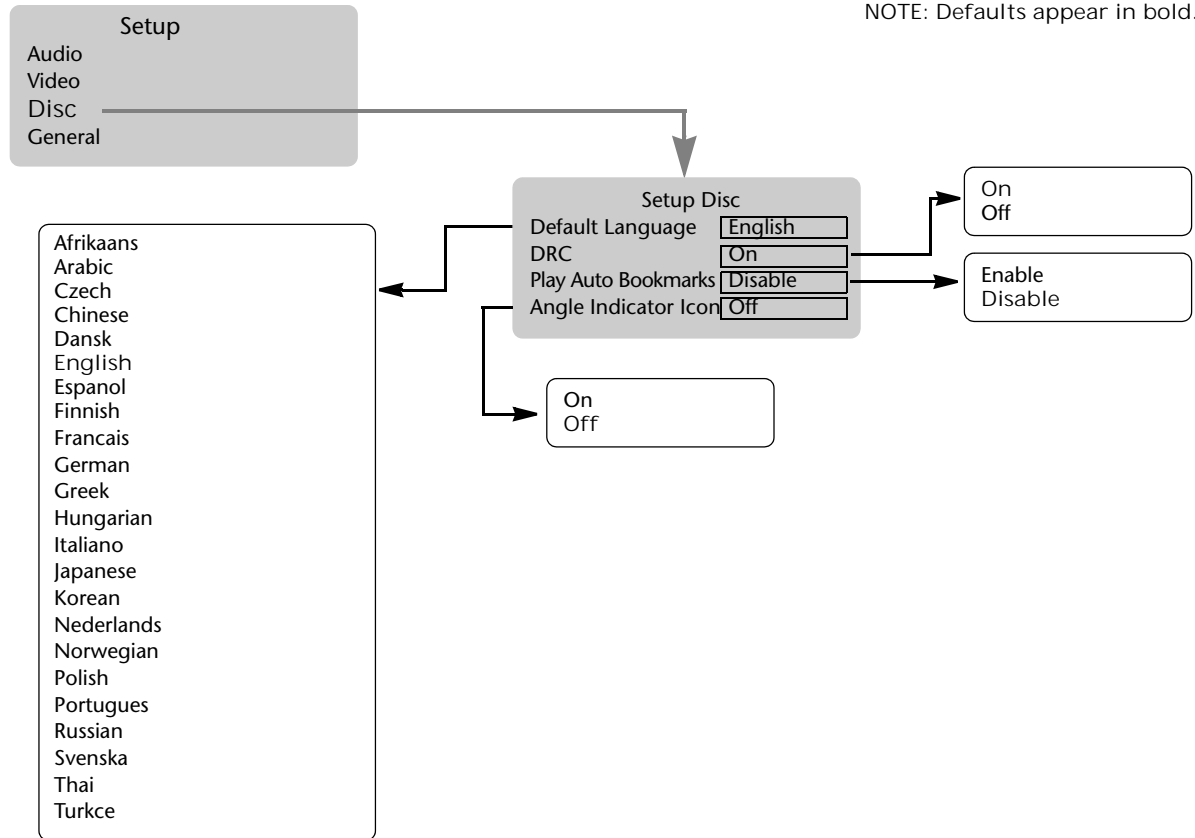 NOTE: Defaults appear in bold.
Setup
Audio
Video
Disc
General
Setup Disc
Default Language English
DRC On
Play Auto Bookmarks Disable
Angle Indicator Icon Off
On
Off
Enable
Disable
On
Off
Afrikaans
Arabic
Czech
Chinese
Dansk
English
Espanol
Finnish
Francais
German
Greek
Hungarian
Italiano
Japanese
Korean
Nederlands
Norwegian
Polish
Portugues
Russian
Svenska
Thai
Turkce